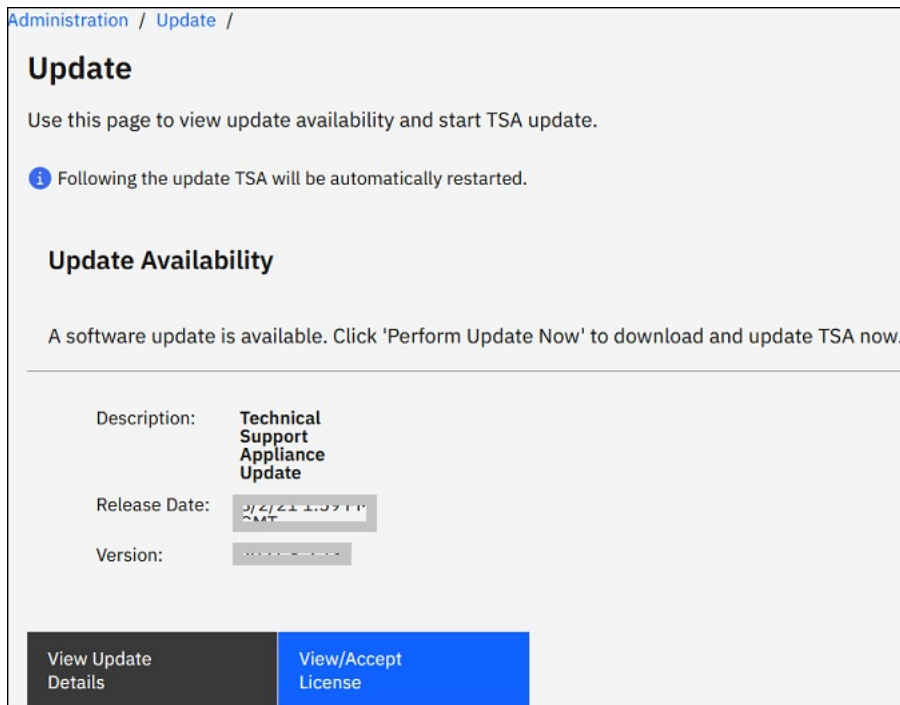 Administration / Update /
Update
Use this page to view update availability and start TSA update.
Following the update TSA will be automatically restarted.
Update Availability
A software update is available. Click 'Perform Update Now' to download and update TSA now.
Description: Technical
Support
Appliance
Update
Release Date:
Version:
View Update
Details
View/Accept
License